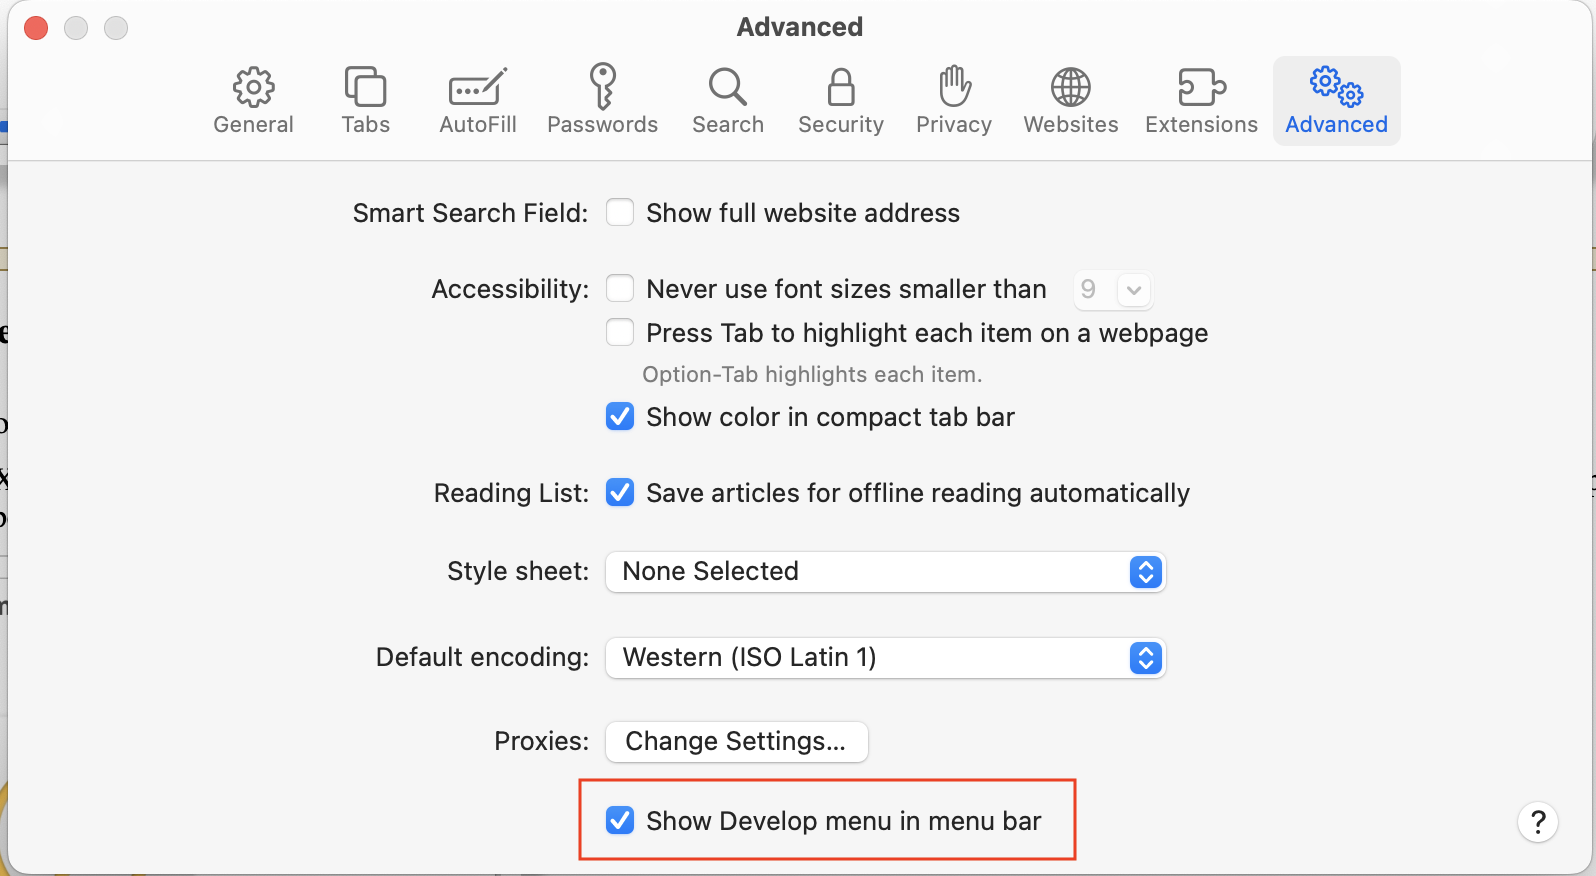 Advanced
General Tabs AutoFill Passwords Search Security Privacy Websites Extensions Advanced
Smart Search Field: Show full website address
Accessibility: Never use font sizes smaller than 9
Press Tab to highlight each item on a webpage
Option-Tab highlights each item.
Show color in compact tab bar
Reading List: Save articles for offline reading automatically
Style sheet: None Selected
Default encoding: Western (ISO Latin 1)
Proxies: Change Settings...
Show Develop menu in menu bar
?